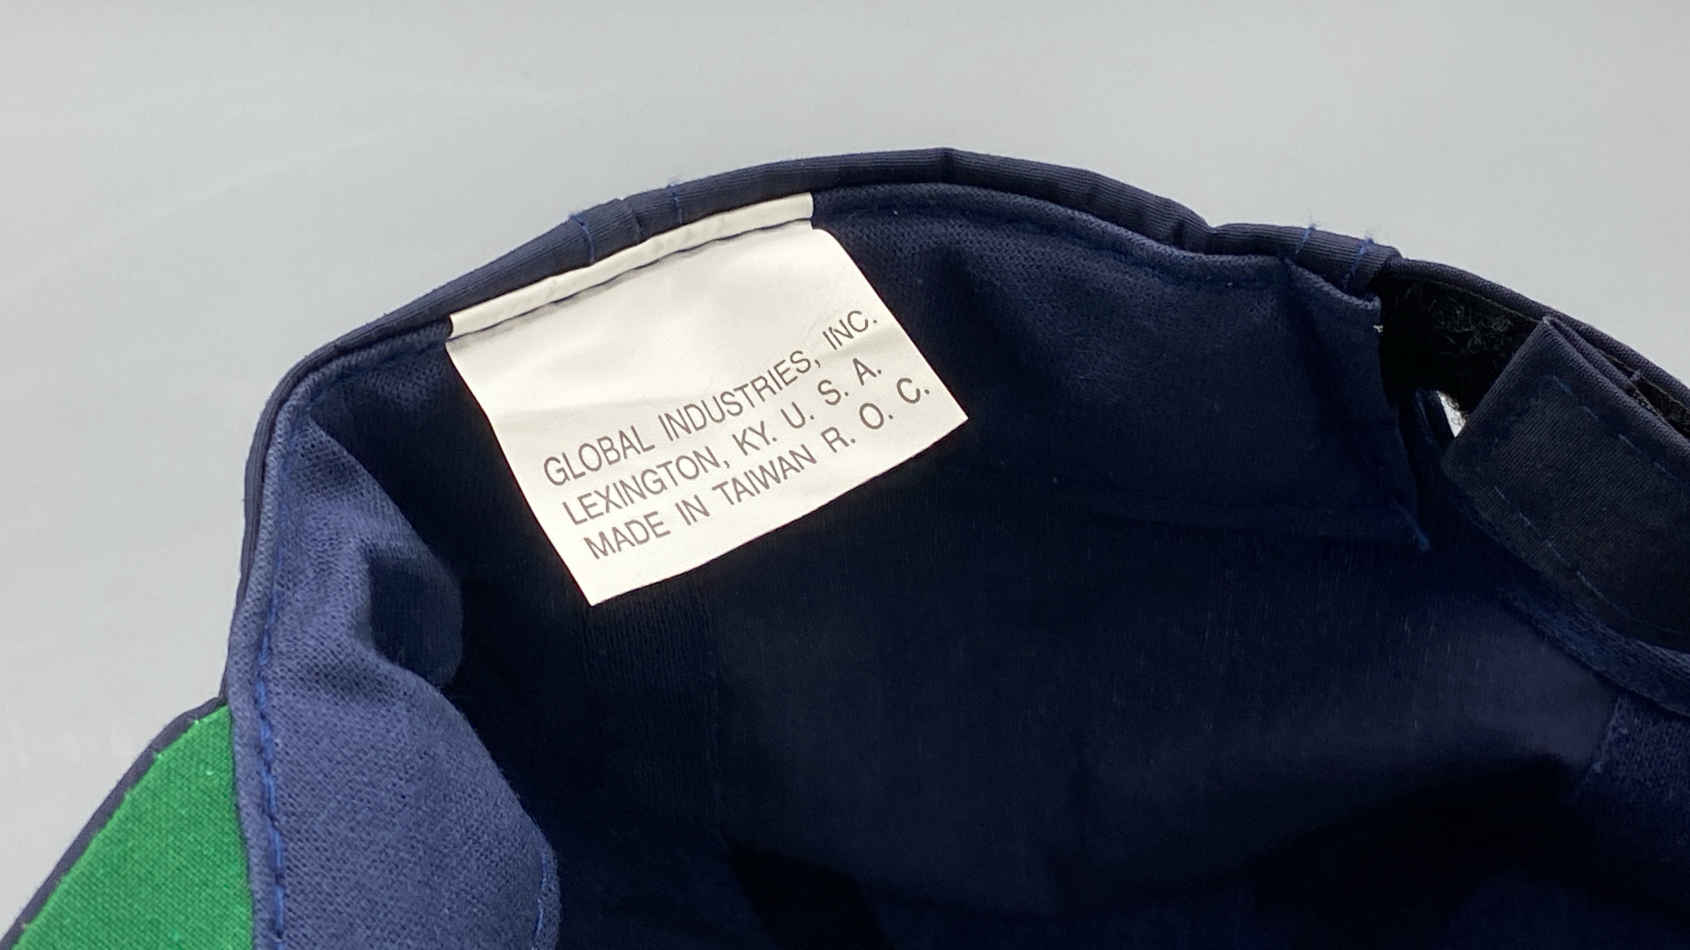 GLOBAL INDUSTRIES, INC.
LEXINGTON, KY. U. S. A.
MADE IN TAIWAN R. O. C.